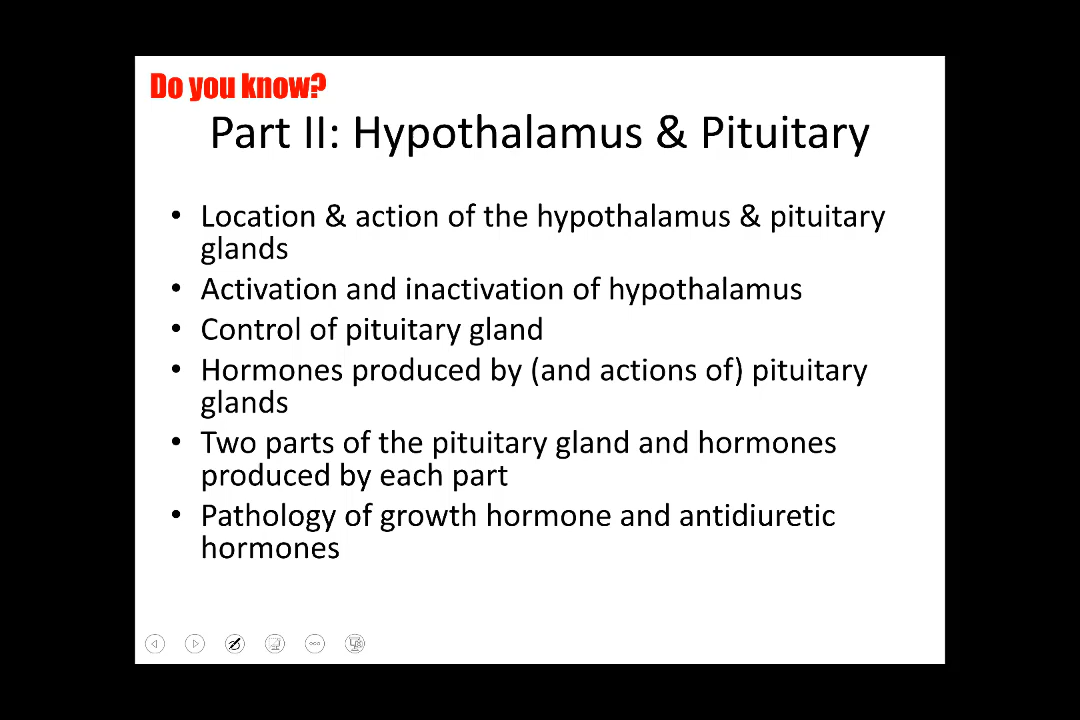 Do you know?
Part II: Hypothalamus & Pituitary
• Location & action of the hypothalamus & pituitary
glands
• Activation and inactivation of hypothalamus
• Control of pituitary gland
• Hormones produced by (and actions of) pituitary
glands
• Two parts of the pituitary gland and hormones
produced by each part
• Pathology of growth hormone and antidiuretic
hormones